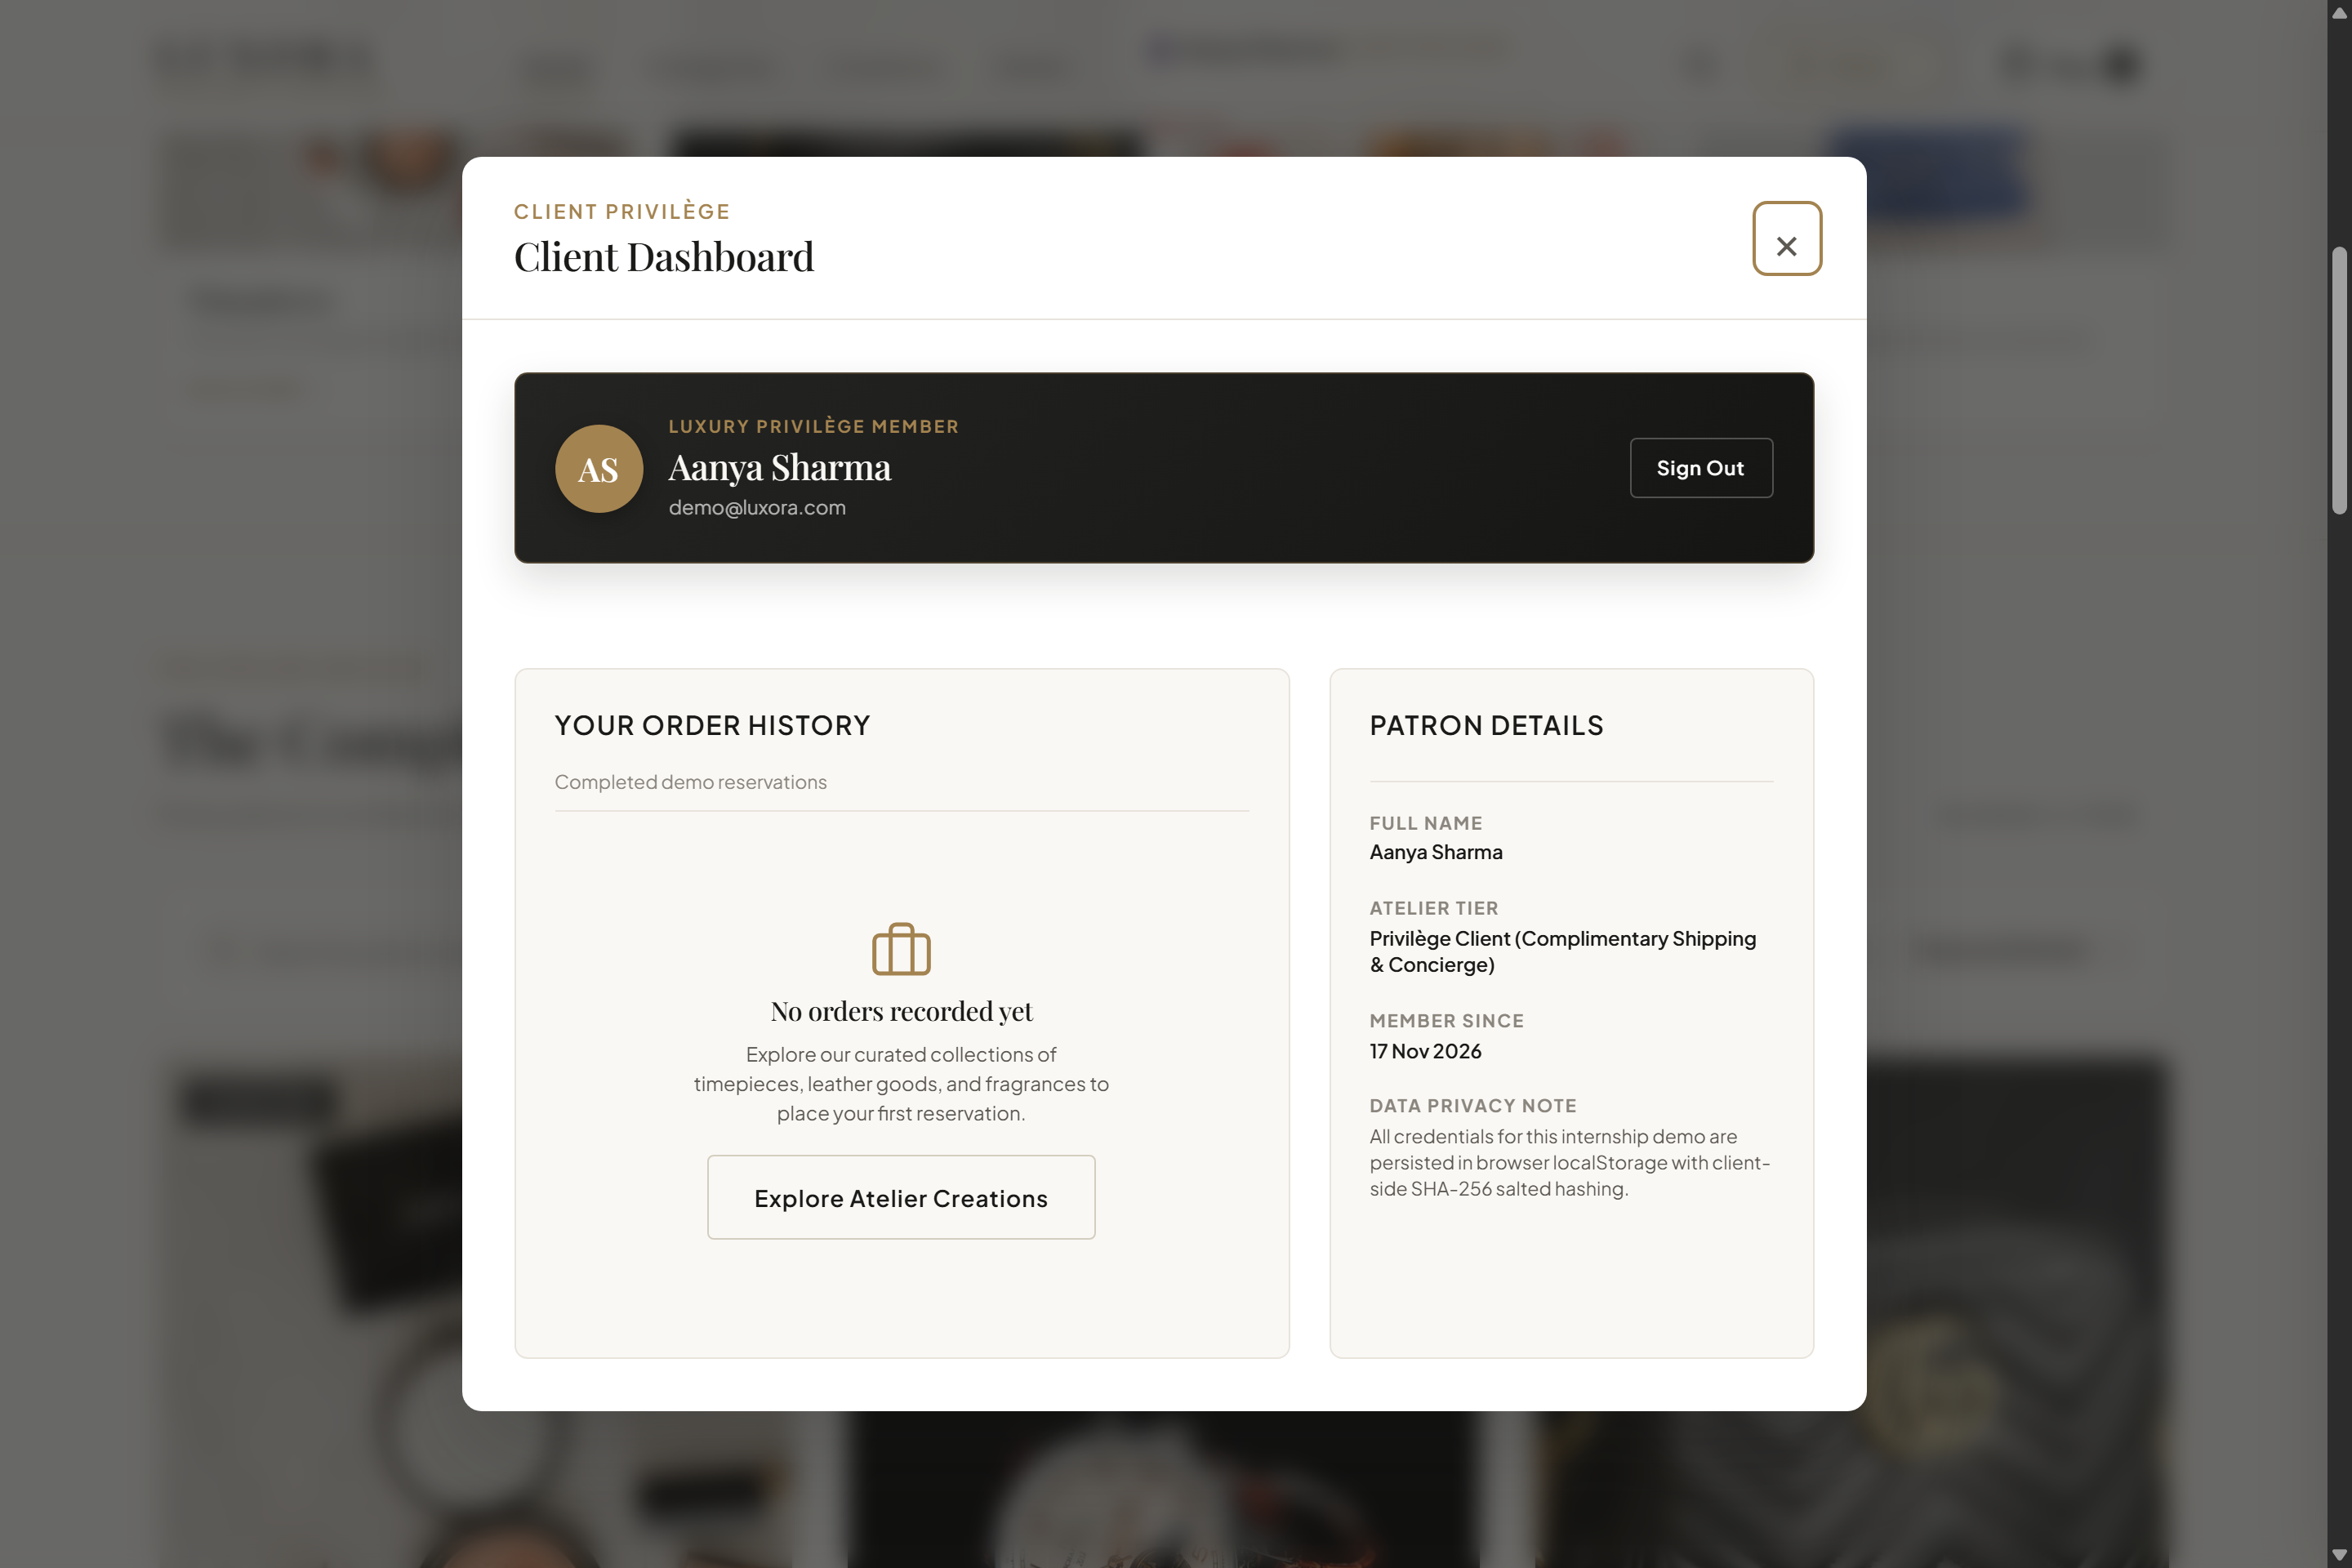 CLIENT PRIVILÈGE
Client Dashboard
LUXURY PRIVILÈGE MEMBER
AS
Aanya Sharma
demo@luxora.com
Sign Out
YOUR ORDER HISTORY
Completed demo reservations
No orders recorded yet
Explore our curated collections of
timepieces, leather goods, and fragrances to
place your first reservation.
Explore Atelier Creations
PATRON DETAILS
FULL NAME
Aanya Sharma
ATELIER TIER
Privilège Client (Complimentary Shipping
& Concierge)
MEMBER SINCE
17 Nov 2026
DATA PRIVACY NOTE
All credentials for this internship demo are
persisted in browser localStorage with client-
side SHA-256 salted hashing.